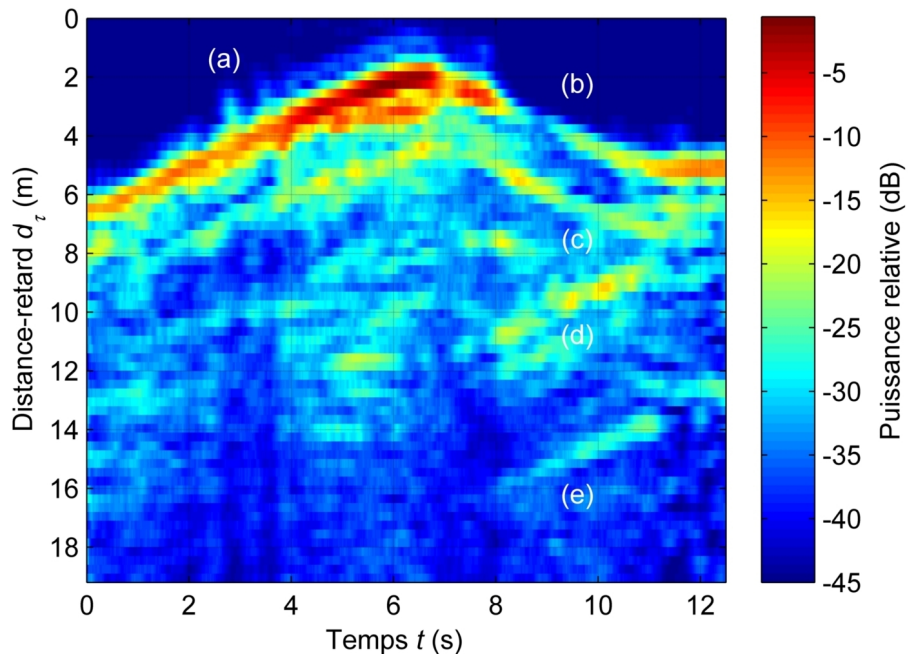 0
2
4
6
8
10
12
14
16
18
Distance-retard dτ (m)
(a)
(b)
(c)
(d)
(e)
0 2 4 6 8 10 12
Temps t (s)
-5
-10
-15
-20
-25
-30
-35
-40
-45
Puissance relative (dB)